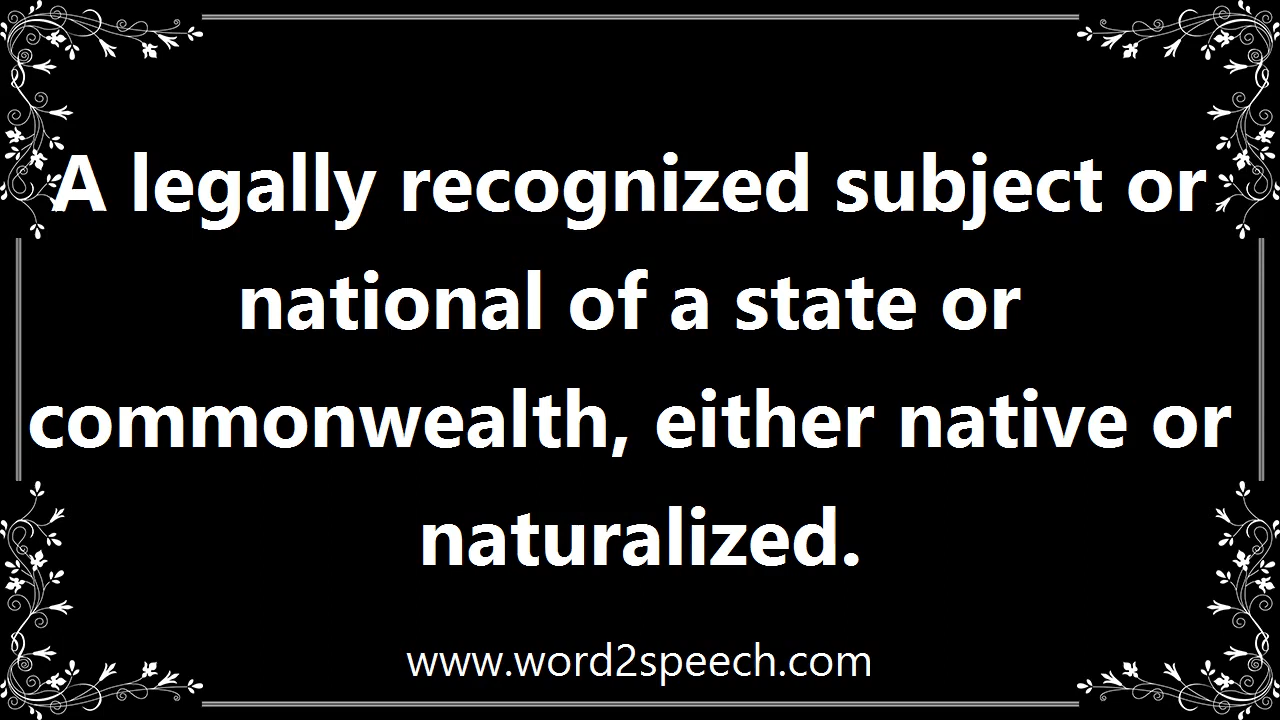 A legally recognized subject or
national of a state or
commonwealth, either native or
naturalized.
www.word2speech.com